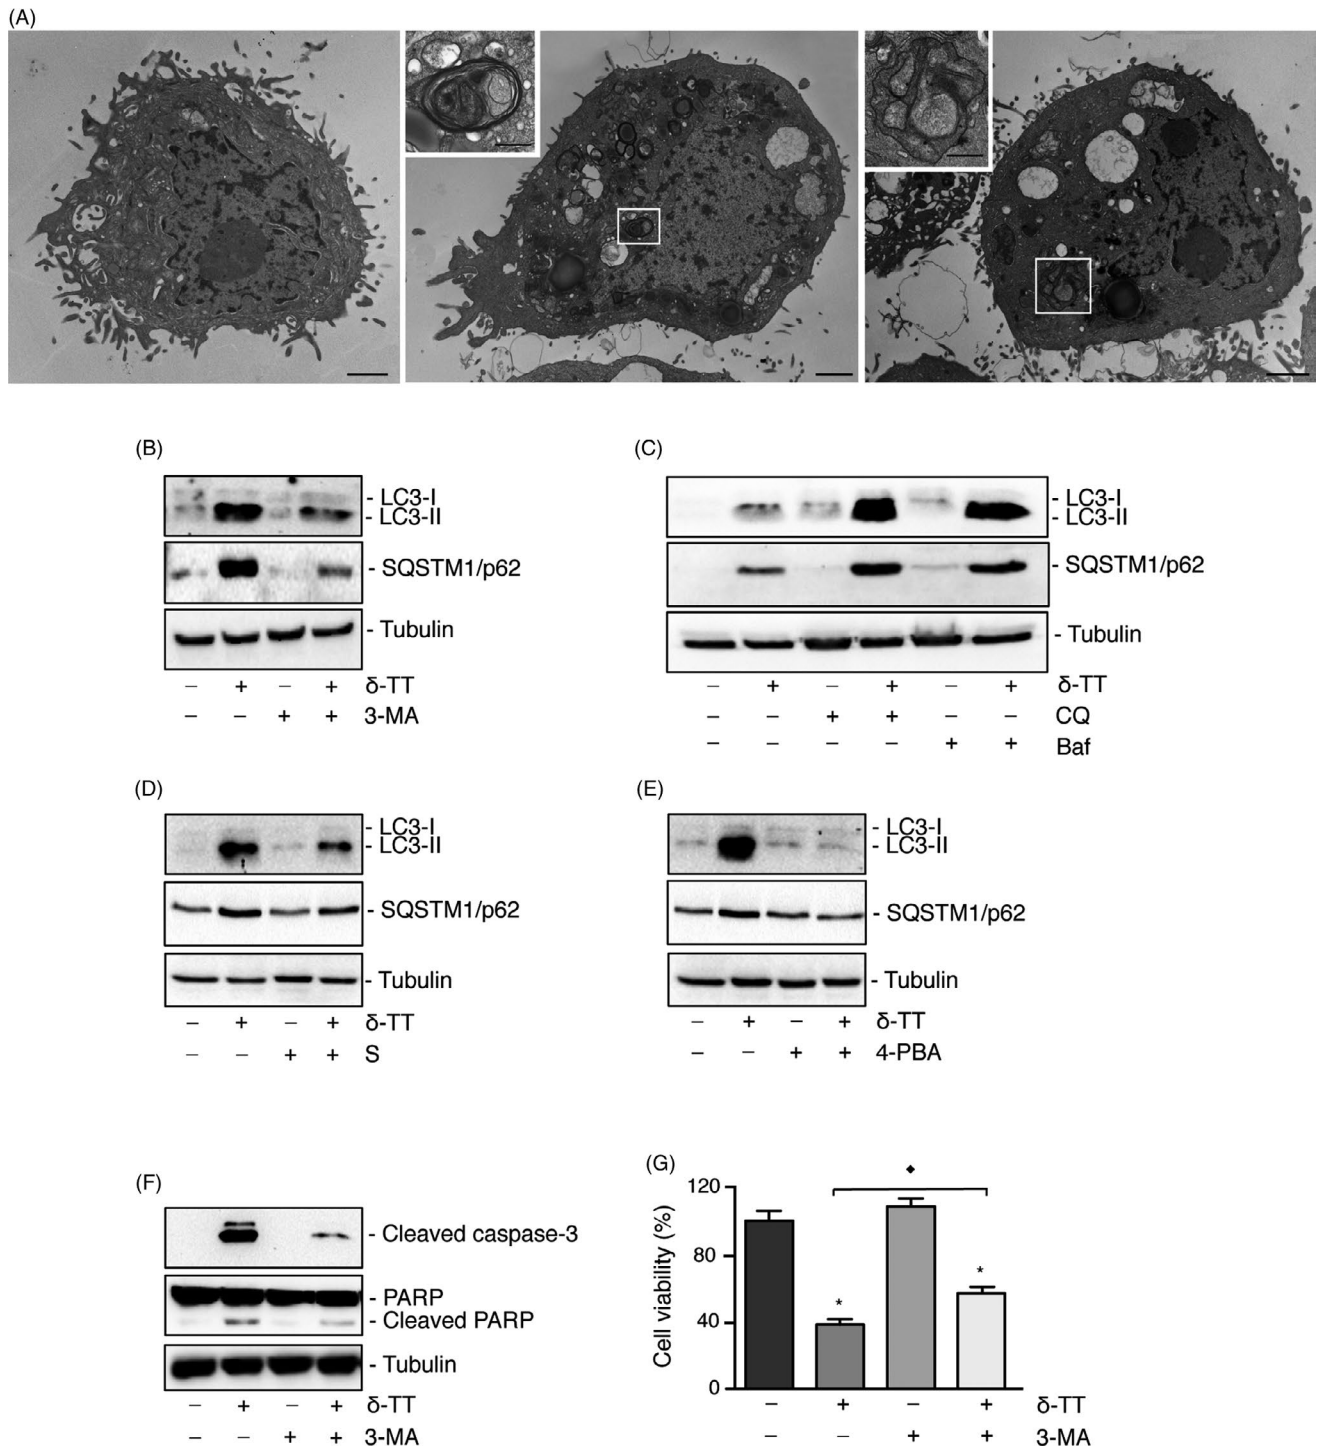 (A)
(B)
- LC3-I
- LC3-II
- SQSTM1/p62
- Tubulin
– + – + δ-TT
– – + + 3-MA
(C)
- LC3-I
- LC3-II
- SQSTM1/p62
- Tubulin
– + – + – + δ-TT
– – + + – – CQ
– – – – + + Baf
(D)
- LC3-I
- LC3-II
- SQSTM1/p62
- Tubulin
– + – + δ-TT
– – + + S
(E)
- LC3-I
- LC3-II
- SQSTM1/p62
- Tubulin
– + – + δ-TT
– – + + 4-PBA
(F)
- Cleaved caspase-3
- PARP
- Cleaved PARP
- Tubulin
– + – + δ-TT
– – + + 3-MA
(G)
Cell viability (%)
120
80
40
0
◆
*
*
– + – + δ-TT
– – + + 3-MA